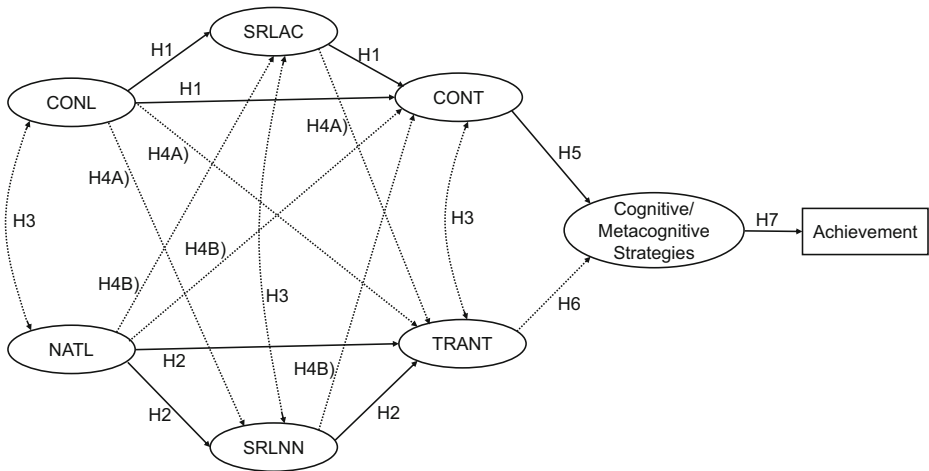 SRLAC
H1
H1
CONL
H1
CONT
H4A)
H4A)
H4A)
H5
H3
H3
Cognitive/
Metacognitive
Strategies
H7
Achievement
H4B)
H4B)
H3
H6
NATL
H2
TRANT
H4B)
H2
H2
SRLNN